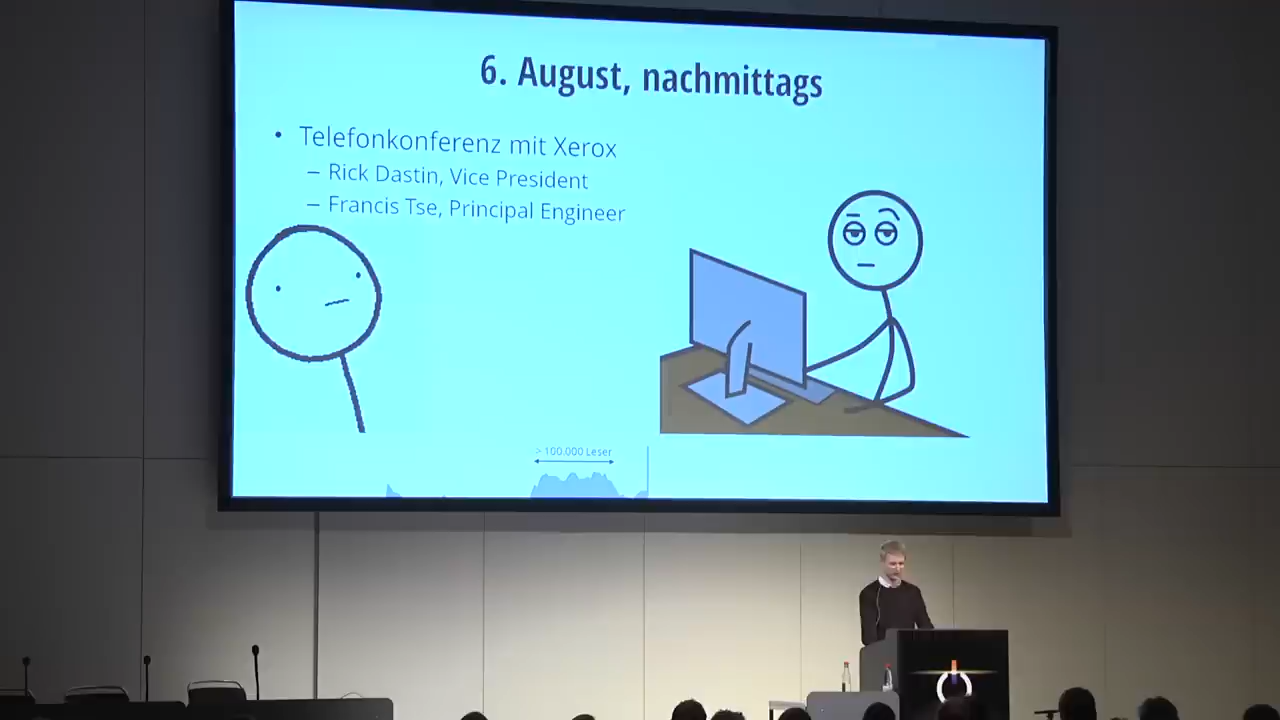 6. August, nachmittags
• Telefonkonferenz mit Xerox
– Rick Dastin, Vice President
– Francis Tse, Principal Engineer
> 100.000 Leser